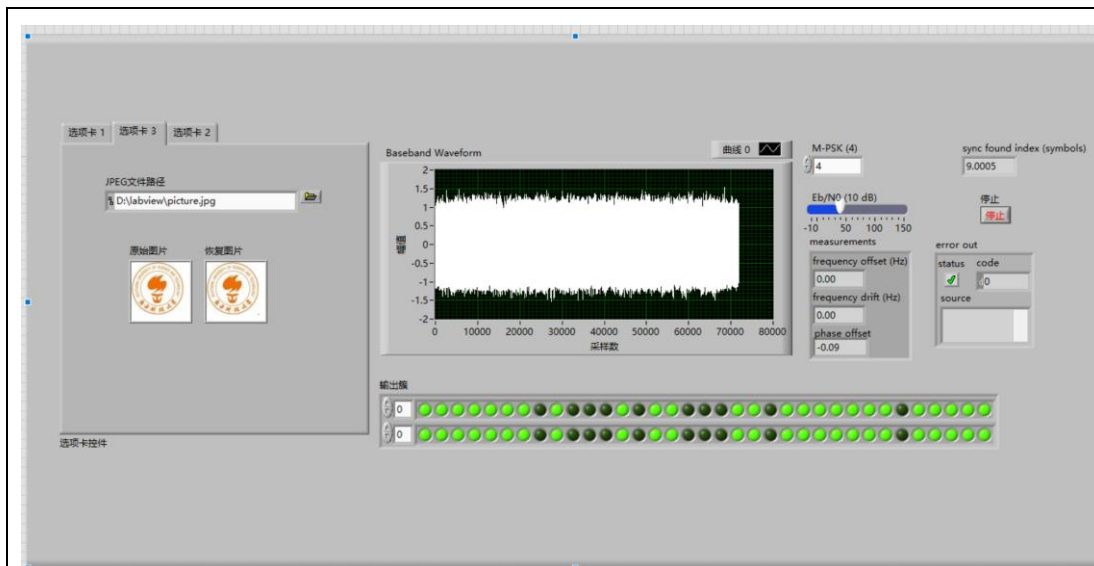 选项卡 1 选项卡 3 选项卡 2
JPEG文件路径
D:\labview\picture.jpg
原始图片 恢复图片
选项卡控件
Baseband Waveform
曲线 0
幅值
2
1.5
1
0.5
0
-0.5
-1
-1.5
-2
0 10000 20000 30000 40000 50000 60000 70000 80000
采样数
M-PSK (4)
4
Eb/N0 (10 dB)
-10 50 100 150
measurements
frequency offset (Hz)
0.00
frequency drift (Hz)
0.00
phase offset
-0.09
sync found index (symbols)
9.0005
停止
停止
error out
status code
0
source
输出簇
0
0